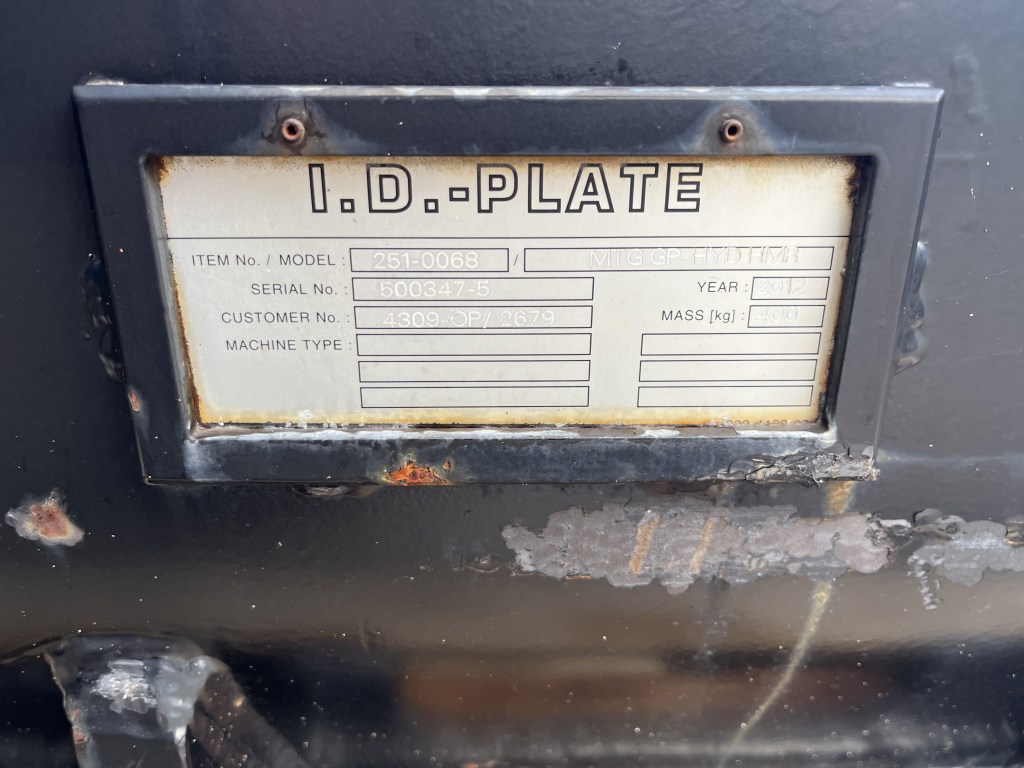 I.D.-PLATE
ITEM No. / MODEL : 251-0068 / MTG GP-HYD HMR
SERIAL No. : 500347-5 YEAR : 2012
CUSTOMER No. : 4309-OP/ 2679 MASS [kg] : 400
MACHINE TYPE :